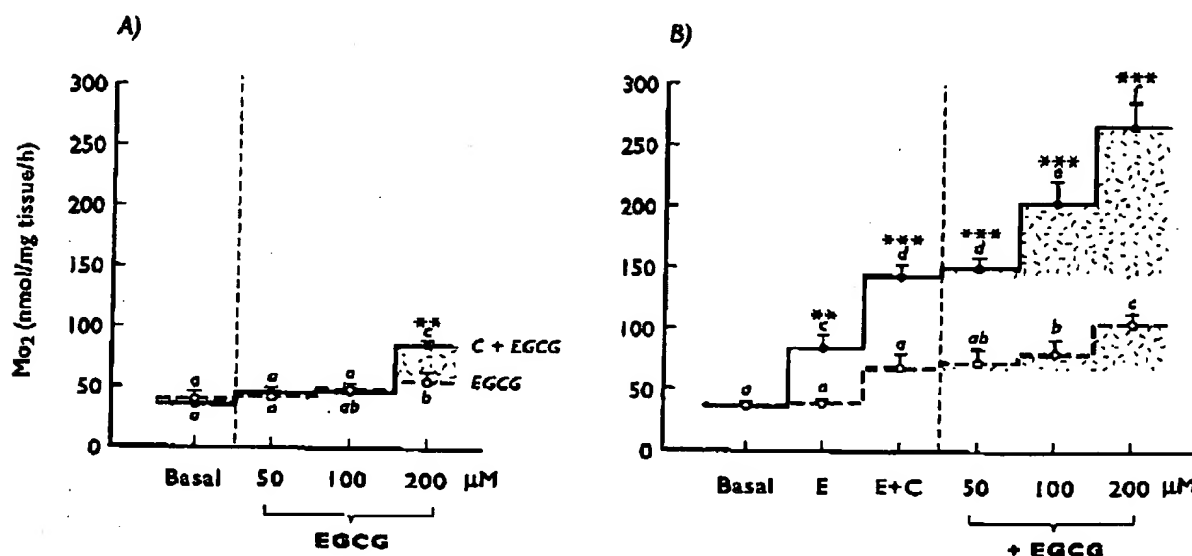 A)
Mo₂ (nmol/mg tissue/h)
300
250
200
150
100
50
0
**
c
a a a
a a ab b
C + EGCG
EGCG
Basal 50 100 200 μM
EGCG
B)
300
250
200
150
100
50
0
***
***
***
***
**
c
d
d
a
a
a
a
ab
b
c
Basal E E+C 50 100 200 μM
+ EGCG